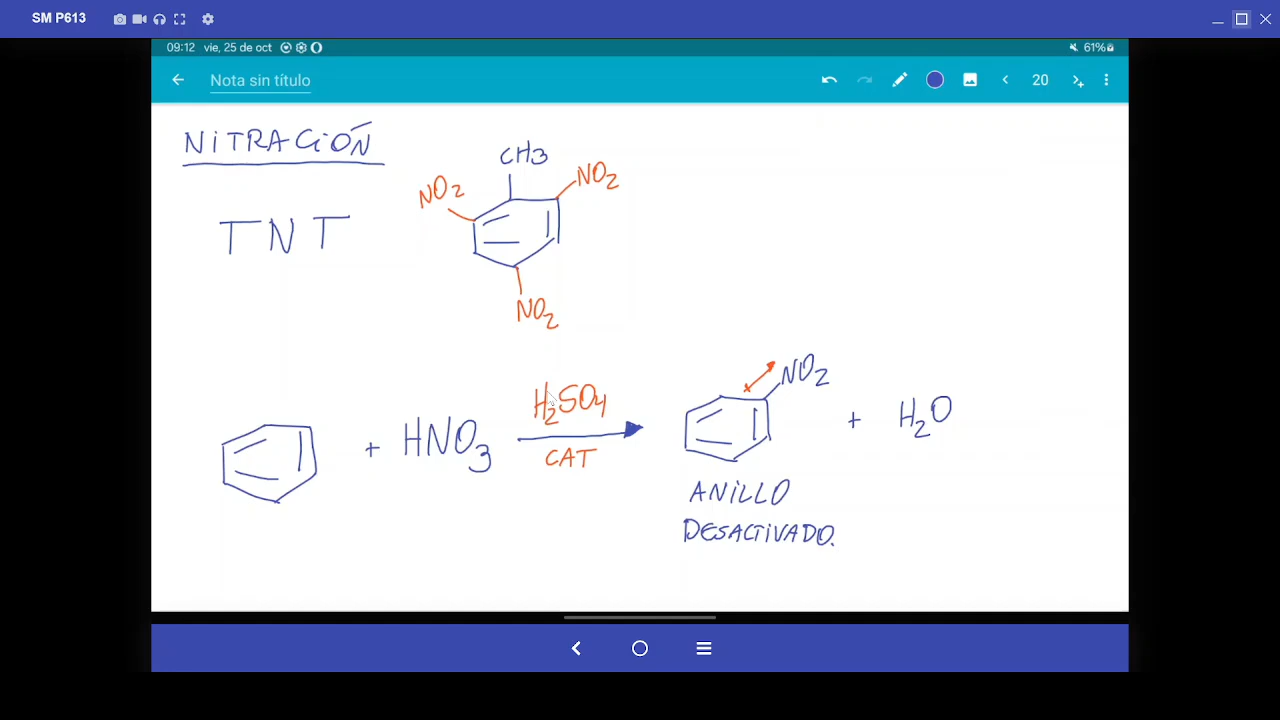 SM P613
09:12 vie, 25 de oct 61%
Nota sin título 20
NITRACIÓN
CH3
NO2 NO2
TNT
NO2
H2SO4
+ HNO3 CAT NO2 + H2O
ANILLO
DESACTIVADO.